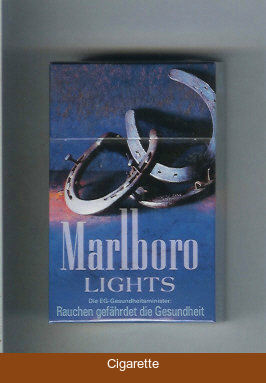 Marlboro
LIGHTS
Die EG-Gesundheitsminister:
Rauchen gefährdet die Gesundheit
Cigarette